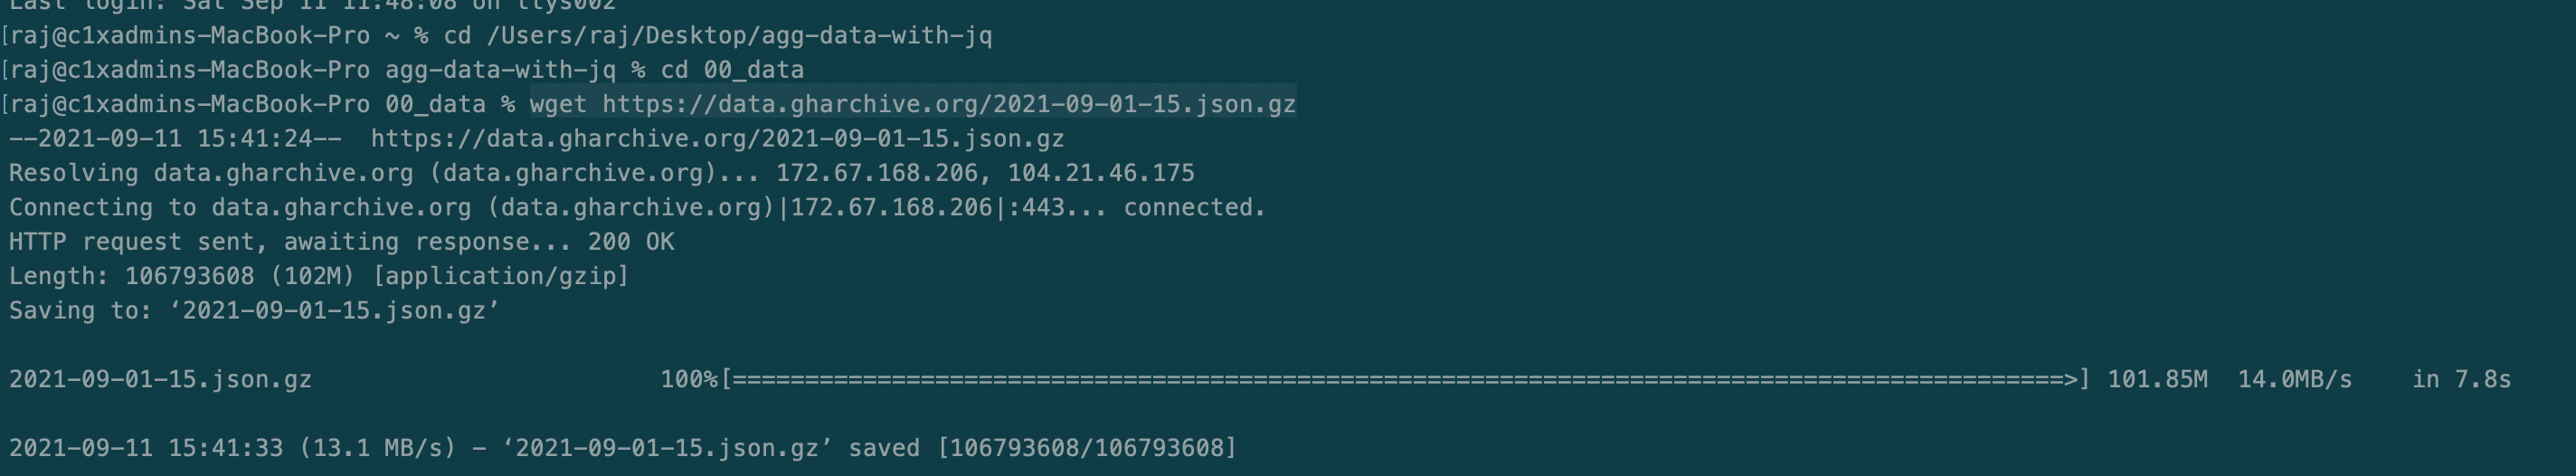 Last login: Sat Sep 11 11:48:08 on ttys002
[raj@c1xadmins-MacBook-Pro ~ % cd /Users/raj/Desktop/agg-data-with-jq
[raj@c1xadmins-MacBook-Pro agg-data-with-jq % cd 00_data
[raj@c1xadmins-MacBook-Pro 00_data % wget https://data.gharchive.org/2021-09-01-15.json.gz
--2021-09-11 15:41:24--  https://data.gharchive.org/2021-09-01-15.json.gz
Resolving data.gharchive.org (data.gharchive.org)... 172.67.168.206, 104.21.46.175
Connecting to data.gharchive.org (data.gharchive.org)|172.67.168.206|:443... connected.
HTTP request sent, awaiting response... 200 OK
Length: 106793608 (102M) [application/gzip]
Saving to: ‘2021-09-01-15.json.gz’
2021-09-01-15.json.gz 100%[============================================================================================>] 101.85M 14.0MB/s in 7.8s
2021-09-11 15:41:33 (13.1 MB/s) - ‘2021-09-01-15.json.gz’ saved [106793608/106793608]